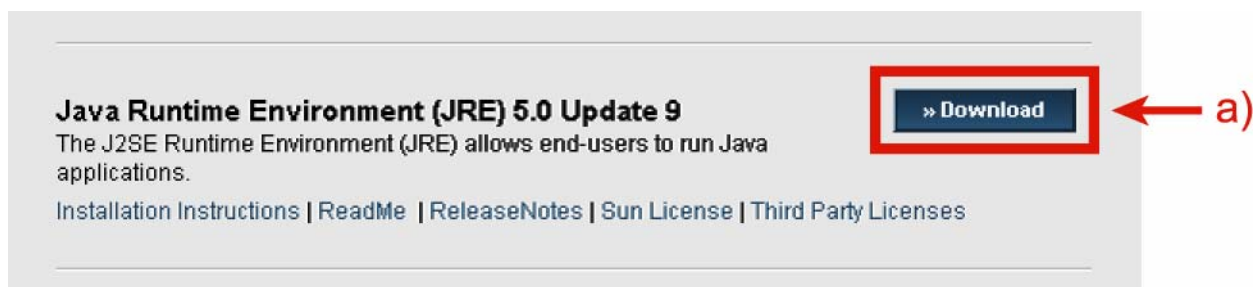 Java Runtime Environment (JRE) 5.0 Update 9
» Download
a)
The J2SE Runtime Environment (JRE) allows end-users to run Java
applications.
Installation Instructions | ReadMe | ReleaseNotes | Sun License | Third Party Licenses